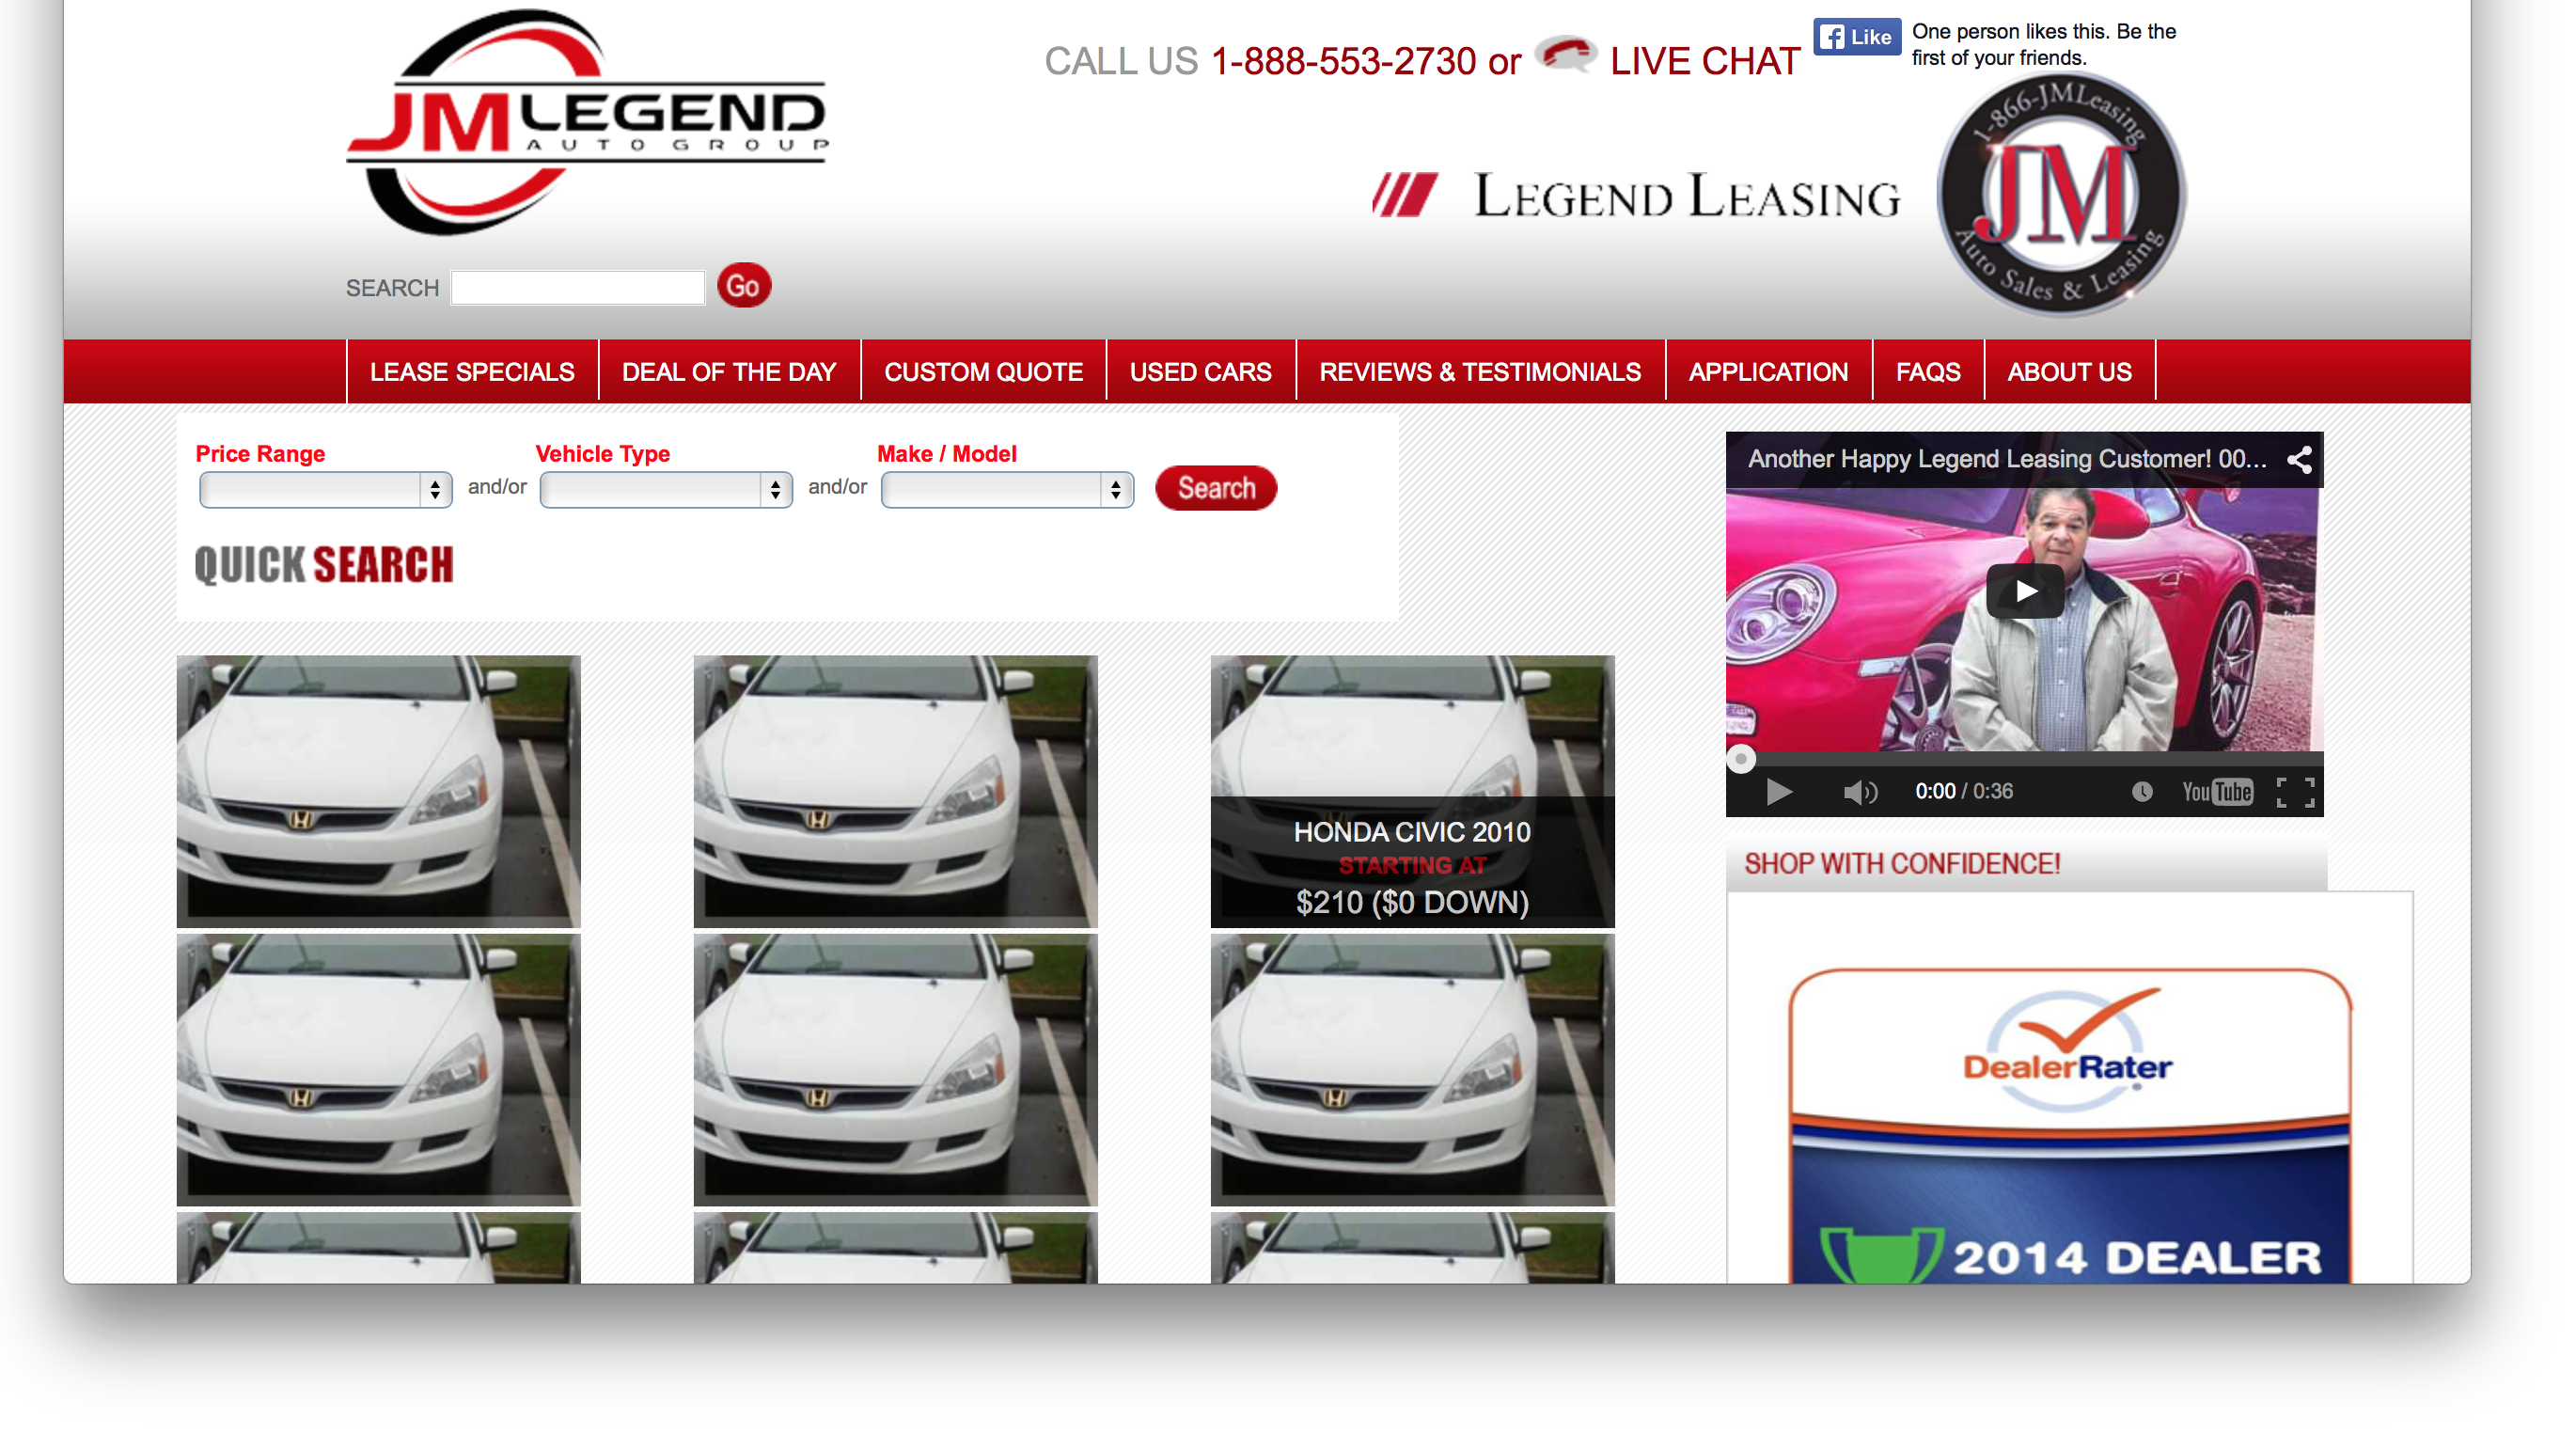 JM LEGEND
AUTO GROUP
CALL US 1-888-553-2730 or LIVE CHAT
Like
One person likes this. Be the
first of your friends.
LEGEND LEASING
1-866-JMLeasing
JM
Auto Sales & Leasing
SEARCH
Go
LEASE SPECIALS
DEAL OF THE DAY
CUSTOM QUOTE
USED CARS
REVIEWS & TESTIMONIALS
APPLICATION
FAQS
ABOUT US
Price Range
and/or
Vehicle Type
and/or
Make / Model
Search
QUICK SEARCH
Another Happy Legend Leasing Customer! 00...
0:00 / 0:36
YouTube
HONDA CIVIC 2010
STARTING AT
$210 ($0 DOWN)
SHOP WITH CONFIDENCE!
DealerRater
2014 DEALER